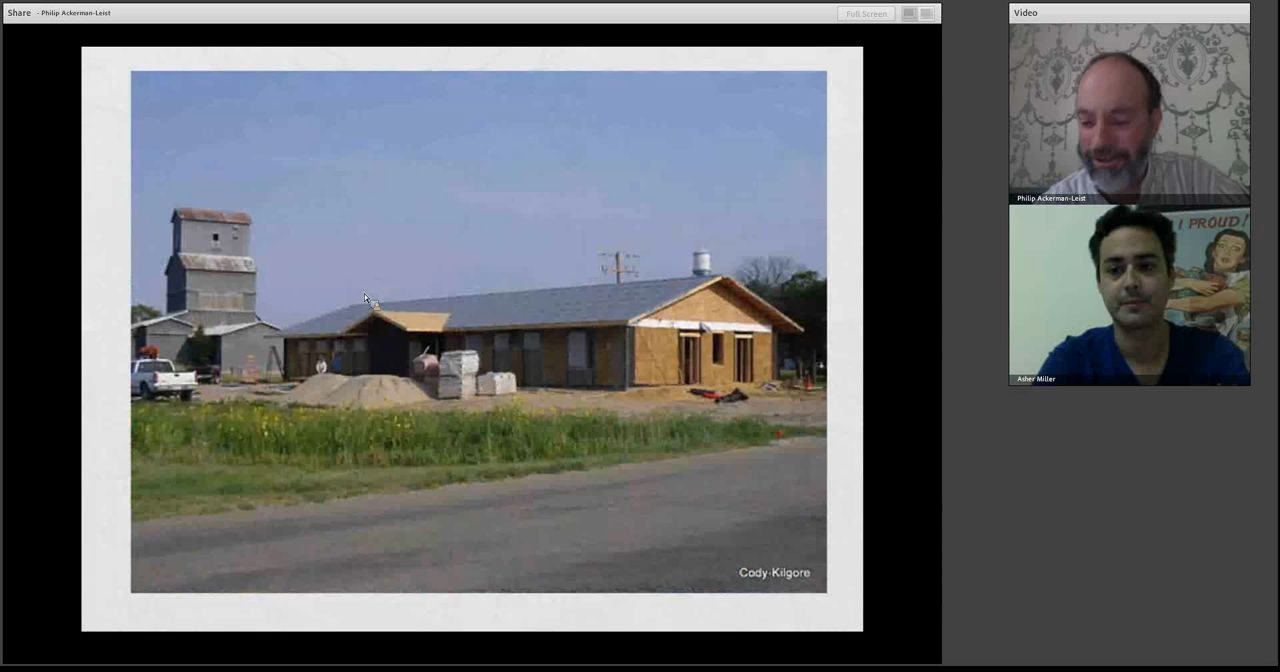 Share - Philip Ackerman-Leist
Full Screen
Video
Philip Ackerman-Leist
I PROUD!
Asher Miller
Cody-Kilgore